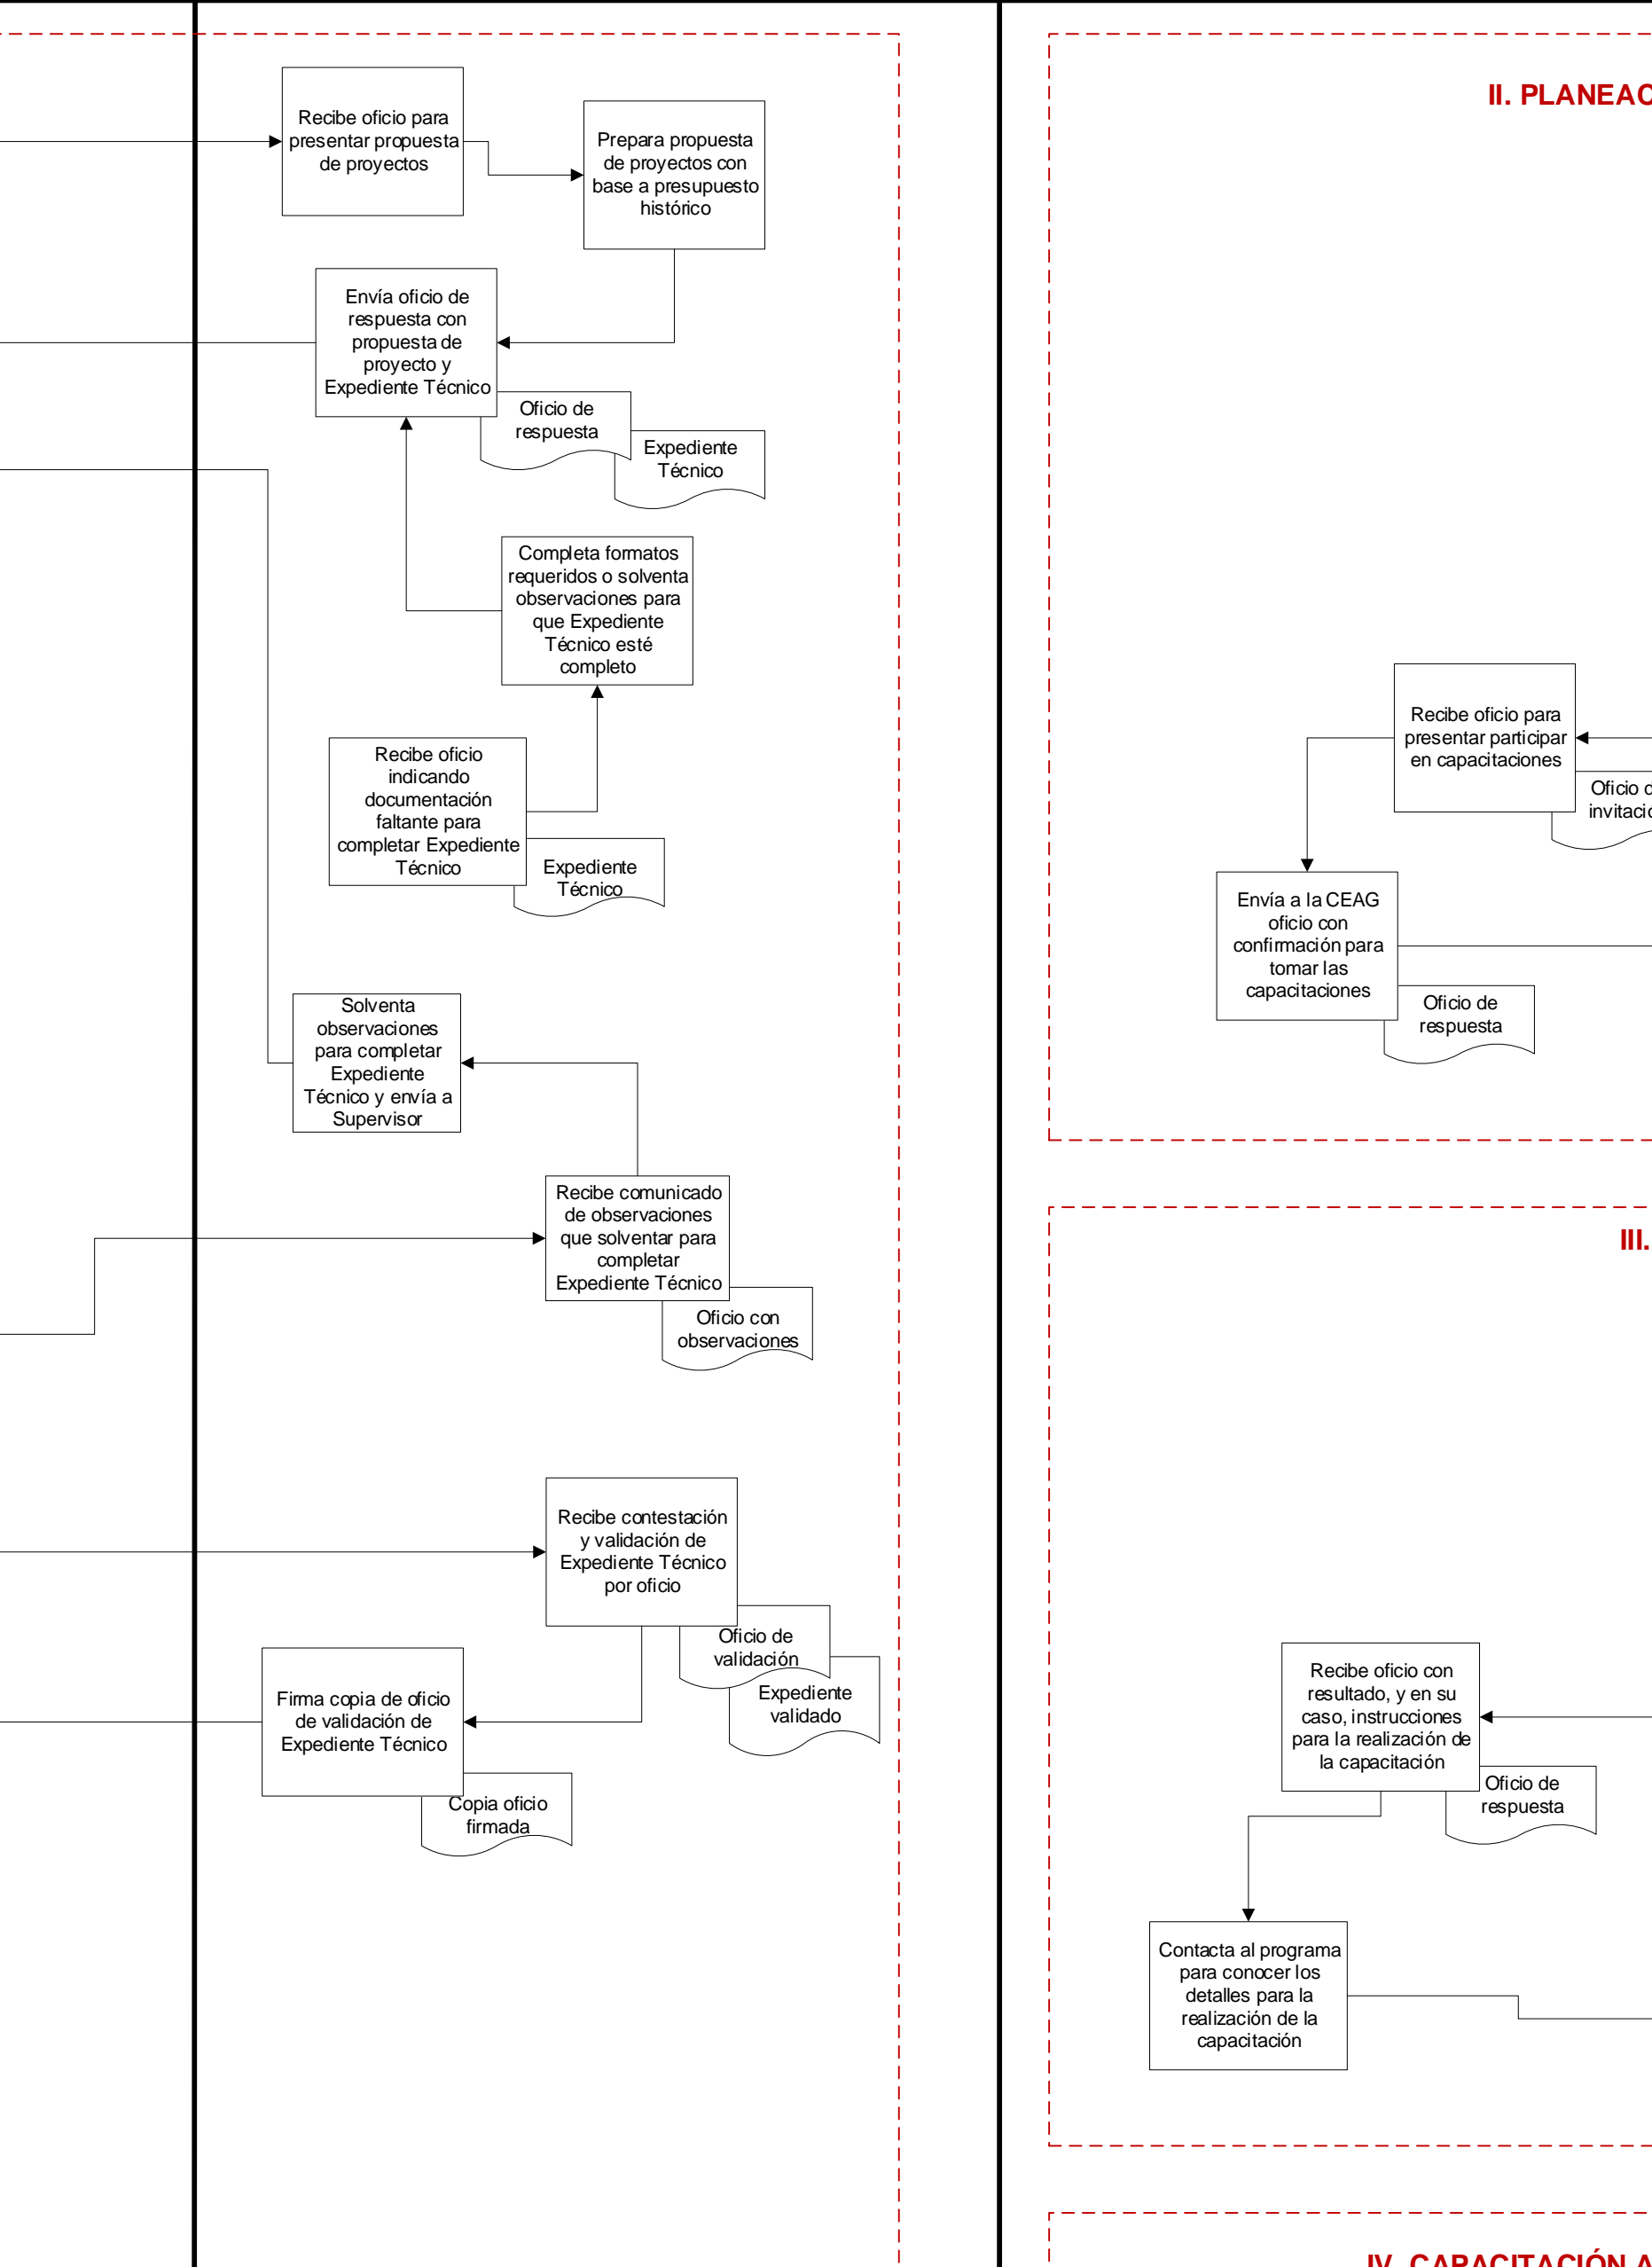 Recibe oficio para
presentar propuesta
de proyectos
Prepara propuesta
de proyectos con
base a presupuesto
histórico
Envía oficio de
respuesta con
propuesta de
proyecto y
Expediente Técnico
Oficio de
respuesta
Expediente
Técnico
Completa formatos
requeridos o solventa
observaciones para
que Expediente
Técnico esté
completo
Recibe oficio
indicando
documentación
faltante para
completar Expediente
Técnico
Expediente
Técnico
Solventa
observaciones
para completar
Expediente
Técnico y envía a
Supervisor
Recibe comunicado
de observaciones
que solventar para
completar
Expediente Técnico
Oficio con
observaciones
Recibe contestación
y validación de
Expediente Técnico
por oficio
Oficio de
validación
Expediente
validado
Firma copia de oficio
de validación de
Expediente Técnico
Copia oficio
firmada
II. PLANEAC
Recibe oficio para
presentar participar
en capacitaciones
Oficio d
invitació
Envía a la CEAG
oficio con
confirmación para
tomar las
capacitaciones
Oficio de
respuesta
III.
Recibe oficio con
resultado, y en su
caso, instrucciones
para la realización de
la capacitación
Oficio de
respuesta
Contacta al programa
para conocer los
detalles para la
realización de la
capacitación
IV. CAPACITACIÓN A